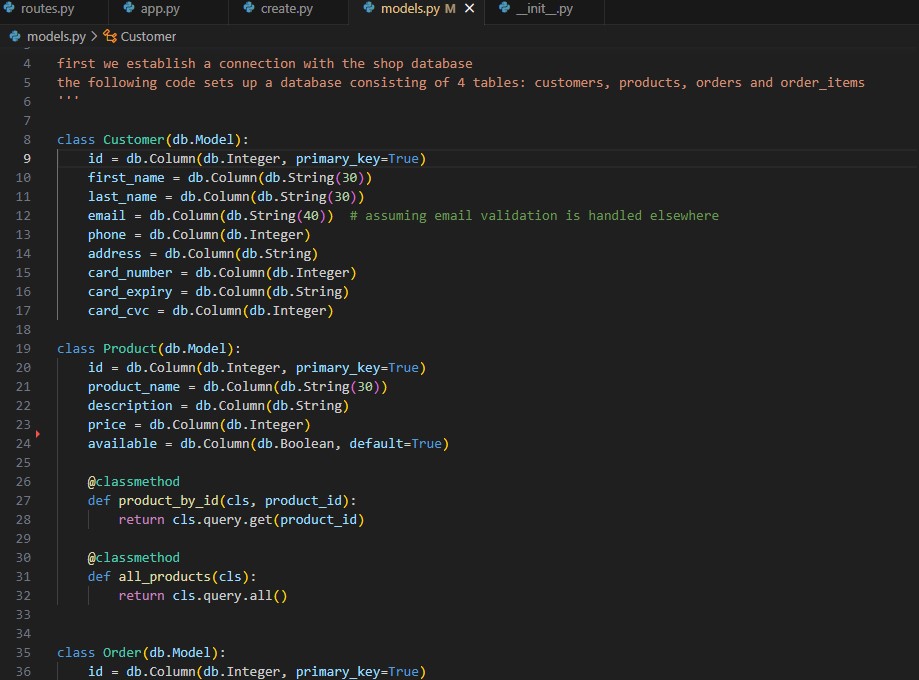 routes.py app.py create.py models.py M × __init__.py
models.py > Customer
4 first we establish a connection with the shop database
5 the following code sets up a database consisting of 4 tables: customers, products, orders and order_items
6 '''
7
8 class Customer(db.Model):
9     id = db.Column(db.Integer, primary_key=True)
10     first_name = db.Column(db.String(30))
11     last_name = db.Column(db.String(30))
12     email = db.Column(db.String(40))  # assuming email validation is handled elsewhere
13     phone = db.Column(db.Integer)
14     address = db.Column(db.String)
15     card_number = db.Column(db.Integer)
16     card_expiry = db.Column(db.String)
17     card_cvc = db.Column(db.Integer)
18
19 class Product(db.Model):
20     id = db.Column(db.Integer, primary_key=True)
21     product_name = db.Column(db.String(30))
22     description = db.Column(db.String)
23     price = db.Column(db.Integer)
24     available = db.Column(db.Boolean, default=True)
25
26     @classmethod
27     def product_by_id(cls, product_id):
28         return cls.query.get(product_id)
29
30     @classmethod
31     def all_products(cls):
32         return cls.query.all()
33
34
35 class Order(db.Model):
36     id = db.Column(db.Integer, primary_key=True)